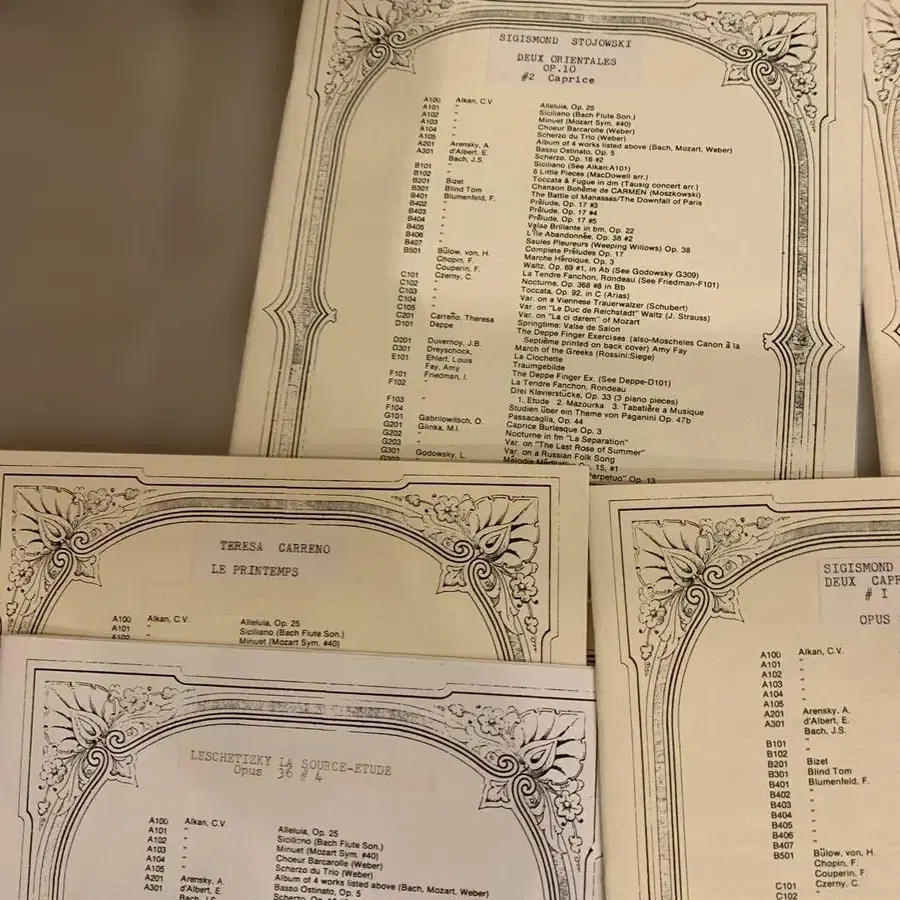 SIGISMOND STOJOWSKI
DEUX ORIENTALES
OP.10
#2 Caprice
A100 Alkan, C.V. Alleluia, Op. 25
A101 " Siciliano (Bach Flute Son.)
A102 " Minuet (Mozart Sym. #40)
A103 " Choeur Barcarolle (Weber)
A104 " Scherzo du Trio (Weber)
A105 " Album of 4 works listed above (Bach, Mozart, Weber)
A201 Arensky, A. Basso Ostinato, Op. 5
A301 d'Albert, E. Scherzo, Op. 16 #2
Bach, J.S. Siciliano (See Alkan:A101)
B101 " 6 Little Pieces (MacDowell arr.)
B102 " Toccata & Fugue in dm (Tausig concert arr.)
B201 Bizet Chanson Bohême de CARMEN (Moszkowski)
B301 Blind Tom The Battle of Manassas/The Downfall of Paris
B401 Blumenfeld, F. Prélude, Op. 17 #3
B402 " Prélude, Op. 17 #4
B403 " Prélude, Op. 17 #5
B404 " Valse Brillante in bm, Op. 22
B405 " L'Ile Abandonnée, Op. 38 #2
B406 " Saules Pleureurs (Weeping Willows) Op. 38
B407 " Complete Préludes Op. 17
B501 Bülow, von, H. Marche Héroique, Op. 3
Chopin, F. Waltz, Op. 69 #1, in Ab (See Godowsky G309)
Couperin, F. La Tendre Fanchon, Rondeau (See Friedman-F101)
C101 Czerny, C. Nocturne, Op. 368 #8 in Bb
C102 " Toccata, Op. 92, in C (Arias)
C103 " Var. on a Viennese Trauerwalzer (Schubert)
C104 " Var. on "Le Duc de Reichstadt" Waltz (J. Strauss)
C105 " Var. on "La ci darem" of Mozart
C201 Carreño, Theresa Springtime: Valse de Salon
D101 Deppe The Deppe Finger Exercises (also-Moscheles Canon à la
Septième printed on back cover) Amy Fay
D201 Duvernoy, J.B. March of the Greeks (Rossini:Siege)
D301 Dreyschock, La Clochette
E101 Ehlert, Louis Traumgebilde
Fay, Amy The Deppe Finger Ex. (See Deppe-D101)
F101 Friedman, I. La Tendre Fanchon, Rondeau
F102 " Drei Klavierstücke, Op. 33 (3 piano pieces)
1. Etude 2. Mazourka 3. Tabatière a Musique
F103 " Studien über ein Theme von Paganini Op. 47b
F104 " Passacaglia, Op. 44
G101 Gabrilowitsch, O. Caprice Burlesque Op. 3
G201 Glinka, M.I. Nocturne in fm "La Separation"
G202 " Var. on "The Last Rose of Summer"
G203 " Var. on a Russian Folk Song
G301 Godowsky, L. Mélodie Méditative Op. 15, #1
G302 Perpetuo" Op. 13
TERESA CARRENO
LE PRINTEMPS
A100 Alkan, C.V. Alleluia, Op. 25
A101 " Siciliano (Bach Flute Son.)
A102 " Minuet (Mozart Sym. #40)
LESCHETIZKY LA SOURCE-ETUDE
Opus 36 # 4
A100 Alkan, C.V. Alleluia, Op. 25
A101 " Siciliano (Bach Flute Son.)
A102 " Minuet (Mozart Sym. #40)
A103 " Choeur Barcarolle (Weber)
A104 " Scherzo du Trio (Weber)
A105 " Album of 4 works listed above (Bach, Mozart, Weber)
A201 Arensky, A. Basso Ostinato, Op. 5
A301 d'Albert, E. Scherzo, Op.
Bach, J.S.
SIGISMOND
DEUX CAPR
# I
OPUS
A100 Alkan, C.V.
A101 "
A102 "
A103 "
A104 "
A105 "
A201 Arensky, A.
A301 d'Albert, E.
Bach, J.S.
B101 "
B102 "
B201 Bizet
B301 Blind Tom
B401 Blumenfeld, F.
B402 "
B403 "
B404 "
B405 "
B406 "
B407 "
B501 Bülow, von, H.
Chopin, F.
Couperin, F.
C101 Czerny, C.
C102 "